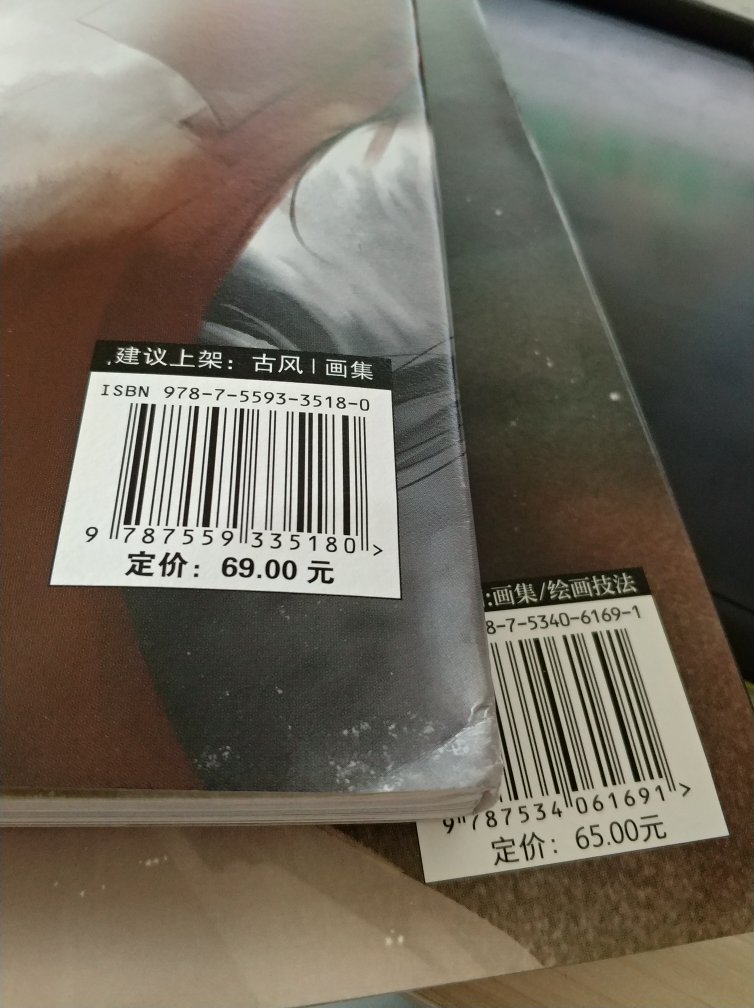 建议上架：古风|画集
ISBN 978-7-5593-3518-0
9 787559 335180 >
定价：69.00 元
:画集/绘画技法
8-7-5340-6169-1
9 787534 061691 >
定价：65.00元